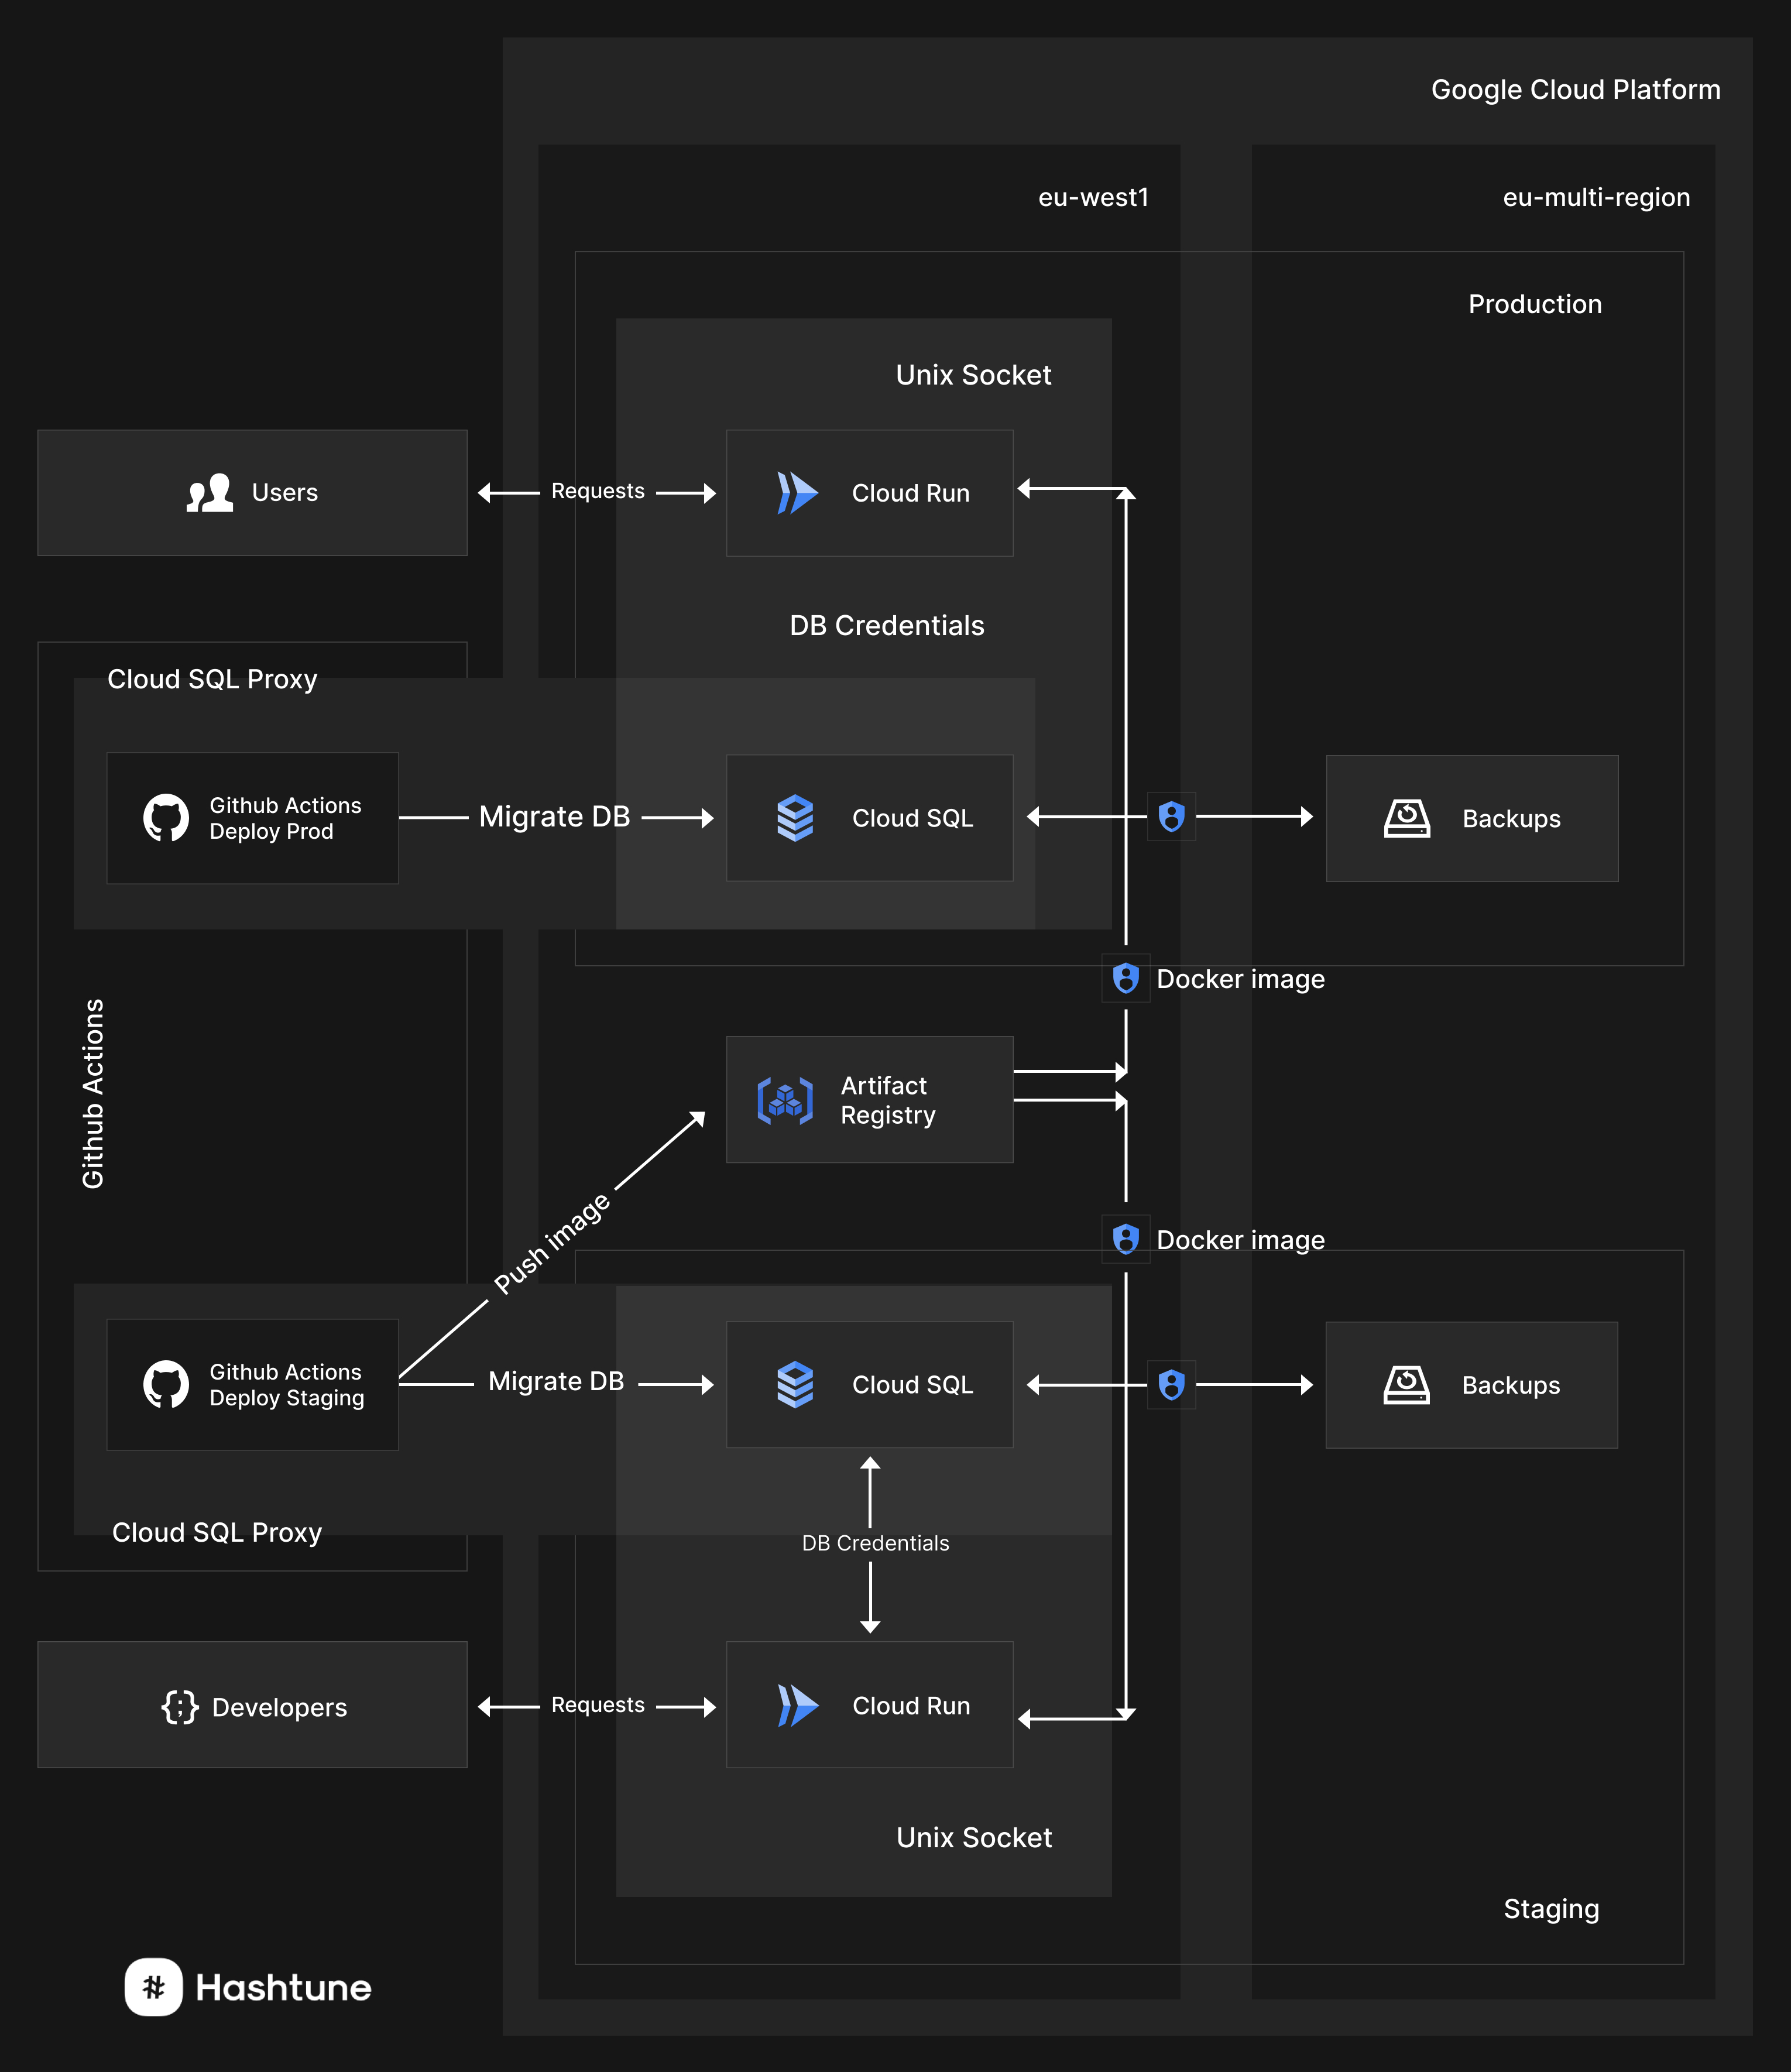 Google Cloud Platform
eu-west1
eu-multi-region
Production
Unix Socket
Users
Requests
Cloud Run
DB Credentials
Cloud SQL Proxy
Github Actions
Deploy Prod
Migrate DB
Cloud SQL
Backups
Docker image
Github Actions
Artifact
Registry
Push image
Docker image
Github Actions
Deploy Staging
Migrate DB
Cloud SQL
Backups
Cloud SQL Proxy
DB Credentials
Developers
Requests
Cloud Run
Unix Socket
Staging
Hashtune